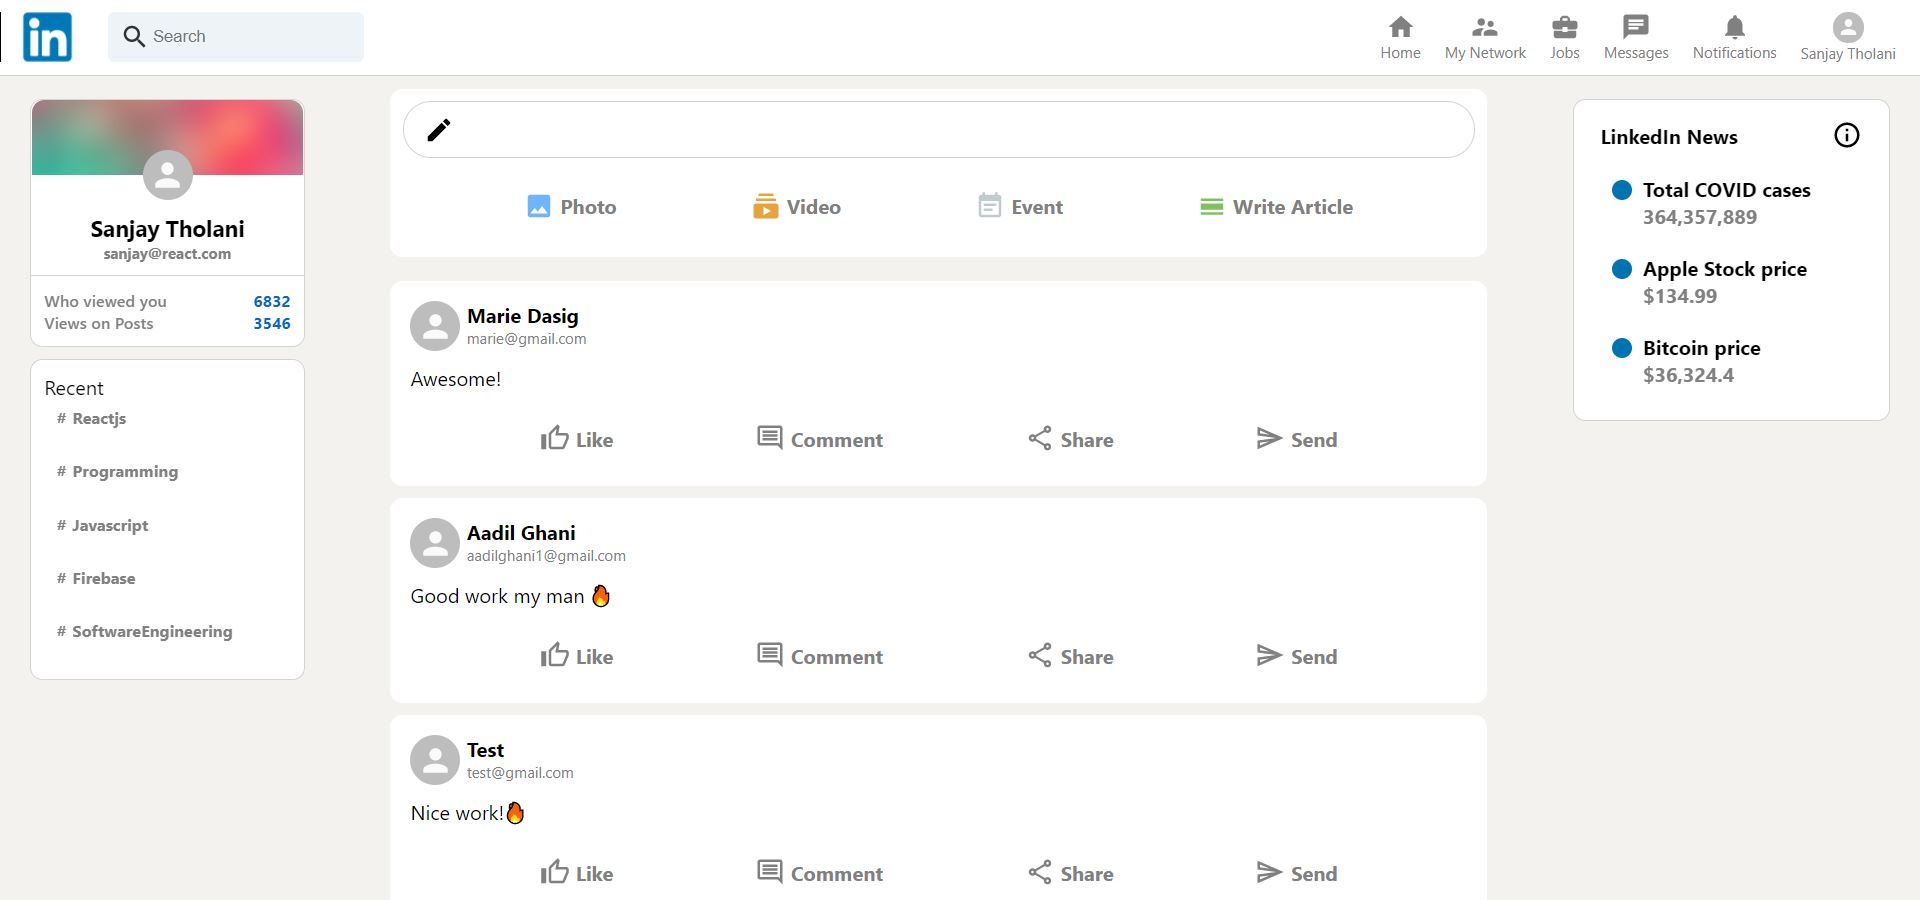 in
Search
Home
My Network
Jobs
Messages
Notifications
Sanjay Tholani
Sanjay Tholani
sanjay@react.com
Who viewed you 6832
Views on Posts 3546
Recent
# Reactjs
# Programming
# Javascript
# Firebase
# SoftwareEngineering
Photo
Video
Event
Write Article
Marie Dasig
marie@gmail.com
Awesome!
Like
Comment
Share
Send
Aadil Ghani
aadilghani1@gmail.com
Good work my man 🔥
Like
Comment
Share
Send
Test
test@gmail.com
Nice work!🔥
Like
Comment
Share
Send
LinkedIn News
Total COVID cases
364,357,889
Apple Stock price
$134.99
Bitcoin price
$36,324.4